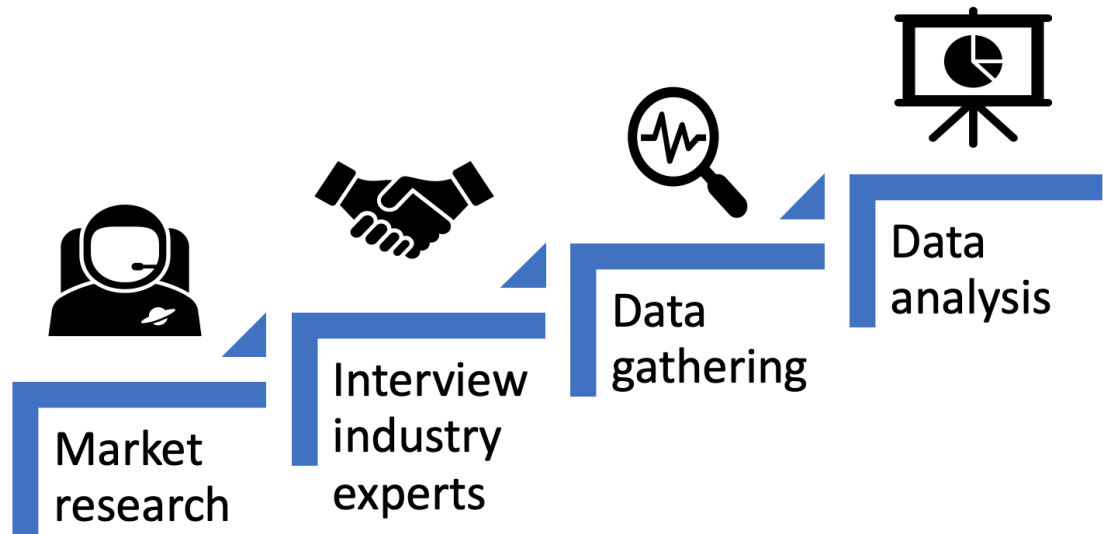 Market
research
Interview
industry
experts
Data
gathering
Data
analysis